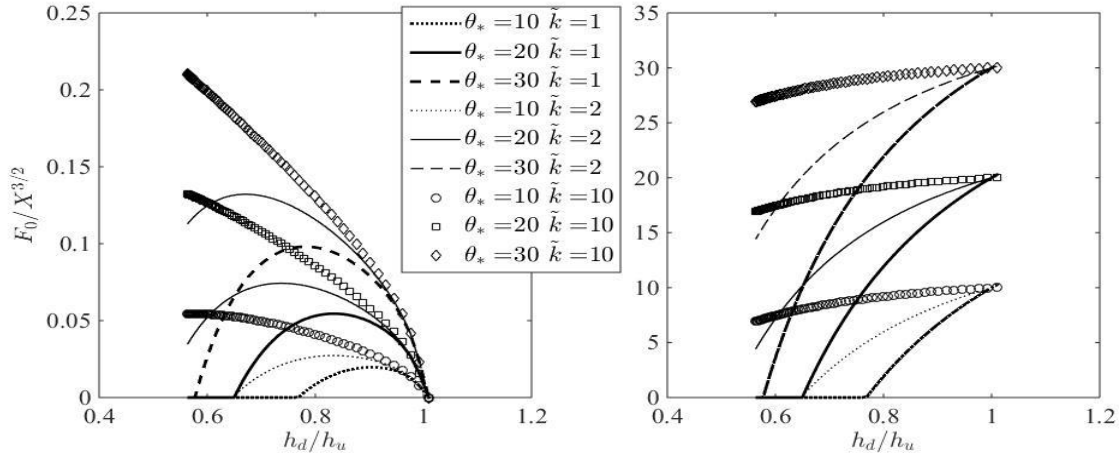 0.25
0.2
0.15
0.1
0.05
0
0.4
0.6
0.8
1
1.2
F₀/X^{3/2}
h_d/h_u
θ_* =10 k̃ =1
θ_* =20 k̃ =1
θ_* =30 k̃ =1
θ_* =10 k̃ =2
θ_* =20 k̃ =2
θ_* =30 k̃ =2
θ_* =10 k̃ =10
θ_* =20 k̃ =10
θ_* =30 k̃ =10
35
30
25
20
15
10
5
0
0.4
0.6
0.8
1
1.2
h_d/h_u